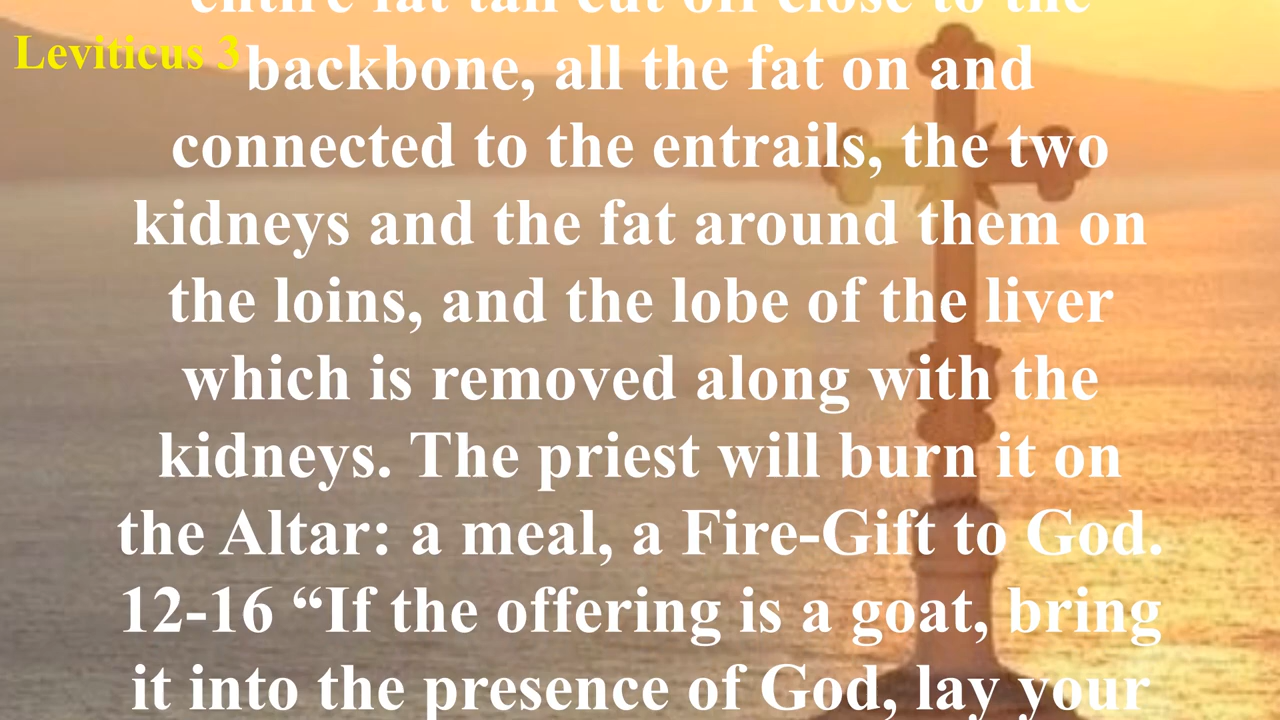 entire fat tail cut off close to the
Leviticus 3
backbone, all the fat on and
connected to the entrails, the two
kidneys and the fat around them on
the loins, and the lobe of the liver
which is removed along with the
kidneys. The priest will burn it on
the Altar: a meal, a Fire-Gift to God.
12-16 “If the offering is a goat, bring
it into the presence of God, lay your